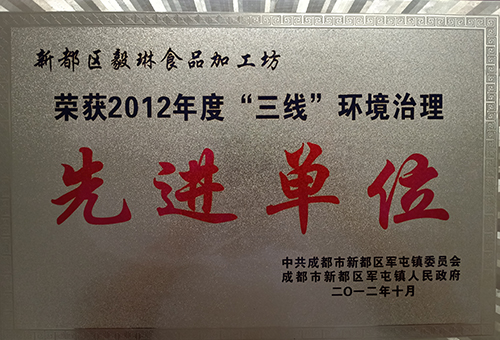 新都区毅琳食品加工坊
荣获2012年度“三线”环境治理
先进单位
中共成都市新都区军屯镇委员会
成都市新都区军屯镇人民政府
二〇一二年十月